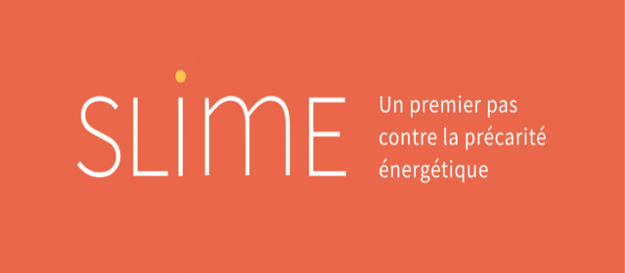 SLiME
Un premier pas
contre la précarité
énergétique